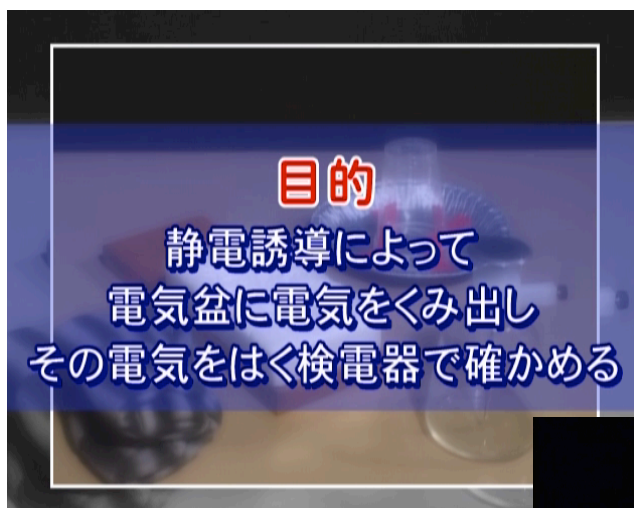 目的
静電誘導によって
電気盆に電気をくみ出し
その電気をはく検電器で確かめる